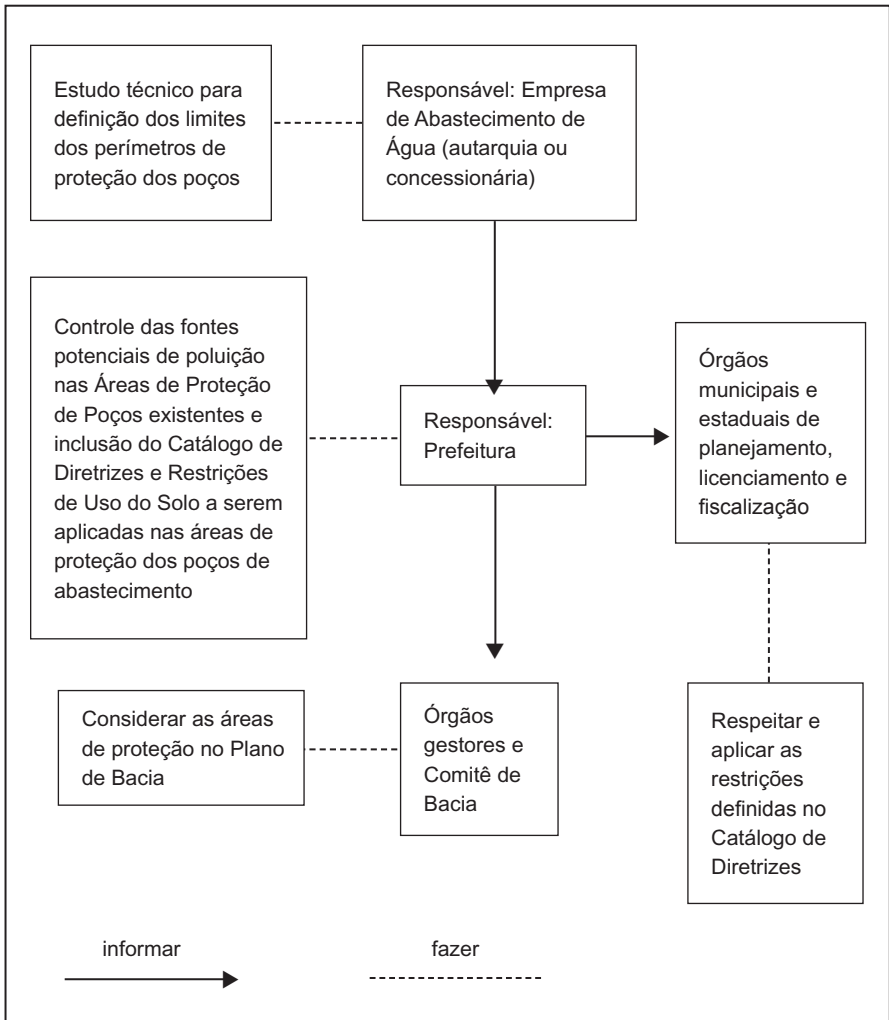 Estudo técnico para
definição dos limites
dos perímetros de
proteção dos poços
Responsável: Empresa
de Abastecimento de
Água (autarquia ou
concessionária)
Controle das fontes
potenciais de poluição
nas Áreas de Proteção
de Poços existentes e
inclusão do Catálogo de
Diretrizes e Restrições
de Uso do Solo a serem
aplicadas nas áreas de
proteção dos poços de
abastecimento
Responsável:
Prefeitura
Órgãos
municipais e
estaduais de
planejamento,
licenciamento e
fiscalização
Considerar as áreas
de proteção no Plano
de Bacia
Órgãos
gestores e
Comitê de
Bacia
Respeitar e
aplicar as
restrições
definidas no
Catálogo de
Diretrizes
informar
fazer